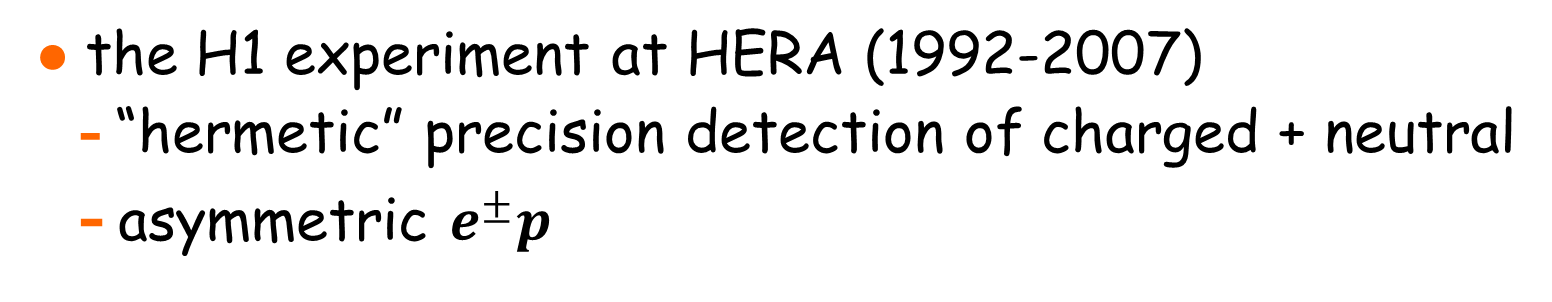 • the H1 experiment at HERA (1992-2007)
- “hermetic” precision detection of charged + neutral
- asymmetric e±p